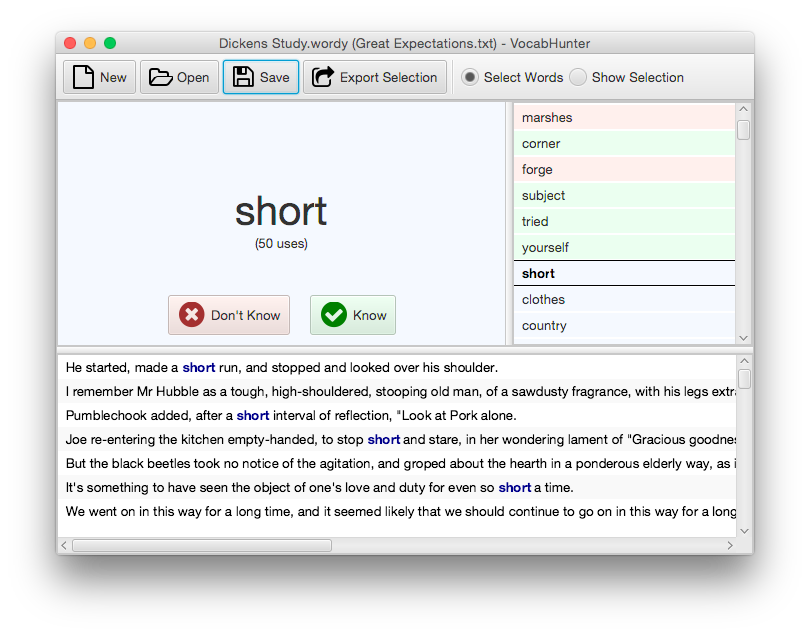 Dickens Study.wordy (Great Expectations.txt) - VocabHunter
New Open Save Export Selection Select Words Show Selection
short
(50 uses)
Don't Know Know
marshes
corner
forge
subject
tried
yourself
short
clothes
country
He started, made a short run, and stopped and looked over his shoulder.
I remember Mr Hubble as a tough, high-shouldered, stooping old man, of a sawdusty fragrance, with his legs extra
Pumblechook added, after a short interval of reflection, "Look at Pork alone.
Joe re-entering the kitchen empty-handed, to stop short and stare, in her wondering lament of "Gracious goodnes
But the black beetles took no notice of the agitation, and groped about the hearth in a ponderous elderly way, as i
It's something to have seen the object of one's love and duty for even so short a time.
We went on in this way for a long time, and it seemed likely that we should continue to go on in this way for a long